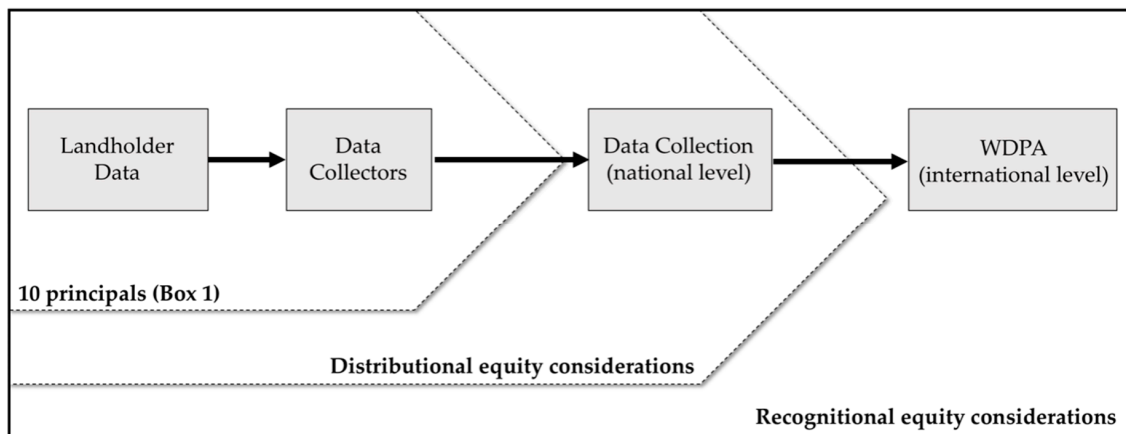 Landholder
Data
Data
Collectors
Data Collection
(national level)
WDPA
(international level)
10 principals (Box 1)
Distributional equity considerations
Recognitional equity considerations